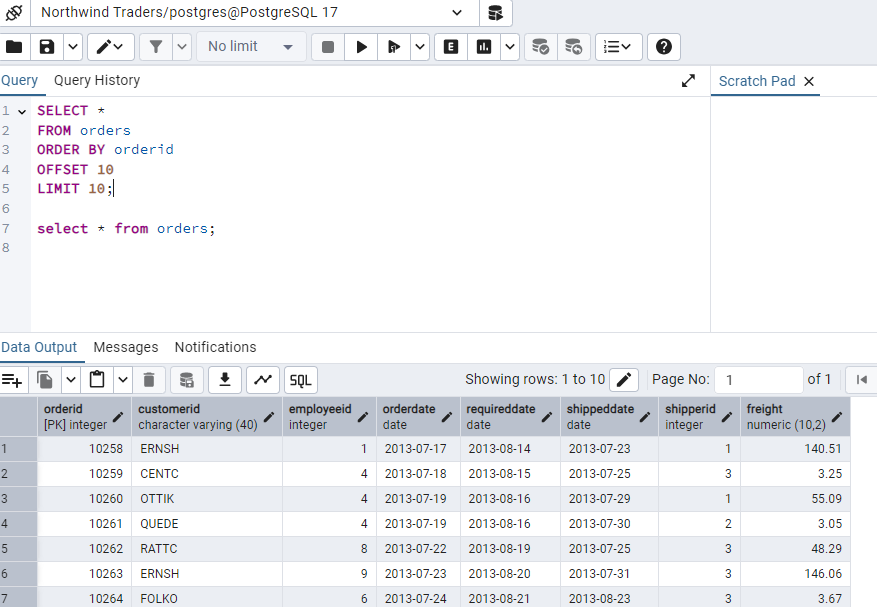 Northwind Traders/postgres@PostgreSQL 17
No limit
E
Query Query History
Scratch Pad
1 SELECT *
2 FROM orders
3 ORDER BY orderid
4 OFFSET 10
5 LIMIT 10;
6
7 select * from orders;
8
Data Output Messages Notifications
SQL Showing rows: 1 to 10 Page No: 1 of 1
orderid customerid employeeid orderdate requireddate shippeddate shipperid freight
[PK] integer character varying (40) integer date date date integer numeric (10,2)
1 10258 ERNSH 1 2013-07-17 2013-08-14 2013-07-23 1 140.51
2 10259 CENTC 4 2013-07-18 2013-08-15 2013-07-25 3 3.25
3 10260 OTTIK 4 2013-07-19 2013-08-16 2013-07-29 1 55.09
4 10261 QUEDE 4 2013-07-19 2013-08-16 2013-07-30 2 3.05
5 10262 RATTC 8 2013-07-22 2013-08-19 2013-07-25 3 48.29
6 10263 ERNSH 9 2013-07-23 2013-08-20 2013-07-31 3 146.06
7 10264 FOLKO 6 2013-07-24 2013-08-21 2013-08-23 3 3.67